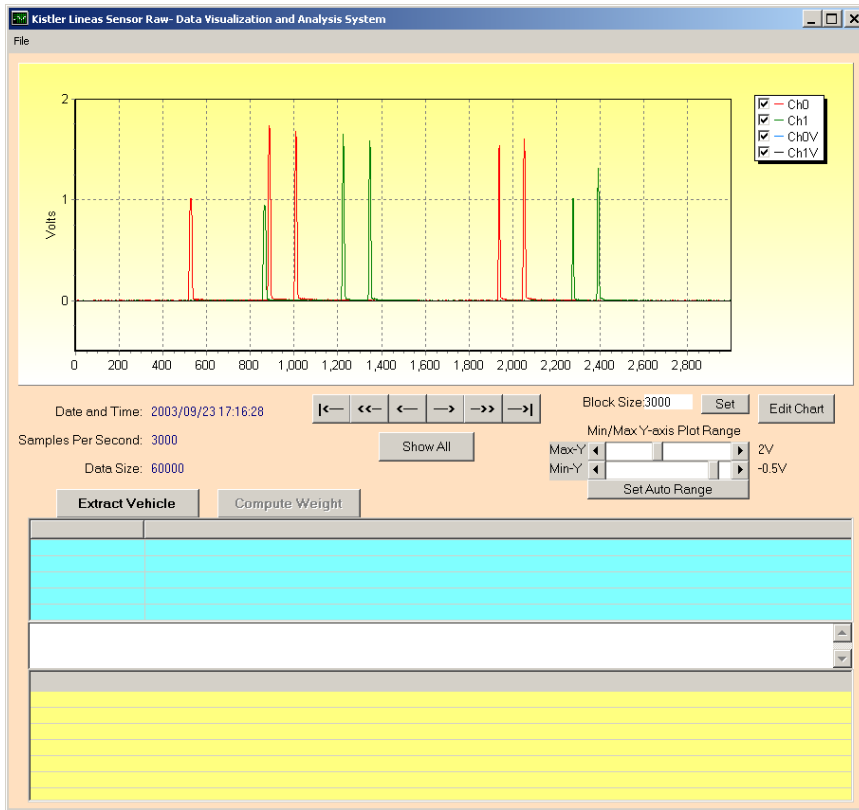 Kistler Lineas Sensor Raw- Data Visualization and Analysis System
File
2
1
0
Volts
0 200 400 600 800 1,000 1,200 1,400 1,600 1,800 2,000 2,200 2,400 2,600 2,800
Ch0
Ch1
Ch0V
Ch1V
Date and Time: 2003/09/23 17:16:28
Samples Per Second: 3000
Data Size: 60000
|<— <<— <— —> —>> —>|
Show All
Block Size: 3000 Set Edit Chart
Min/Max Y-axis Plot Range
Max-Y 2V
Min-Y -0.5V
Set Auto Range
Extract Vehicle Compute Weight